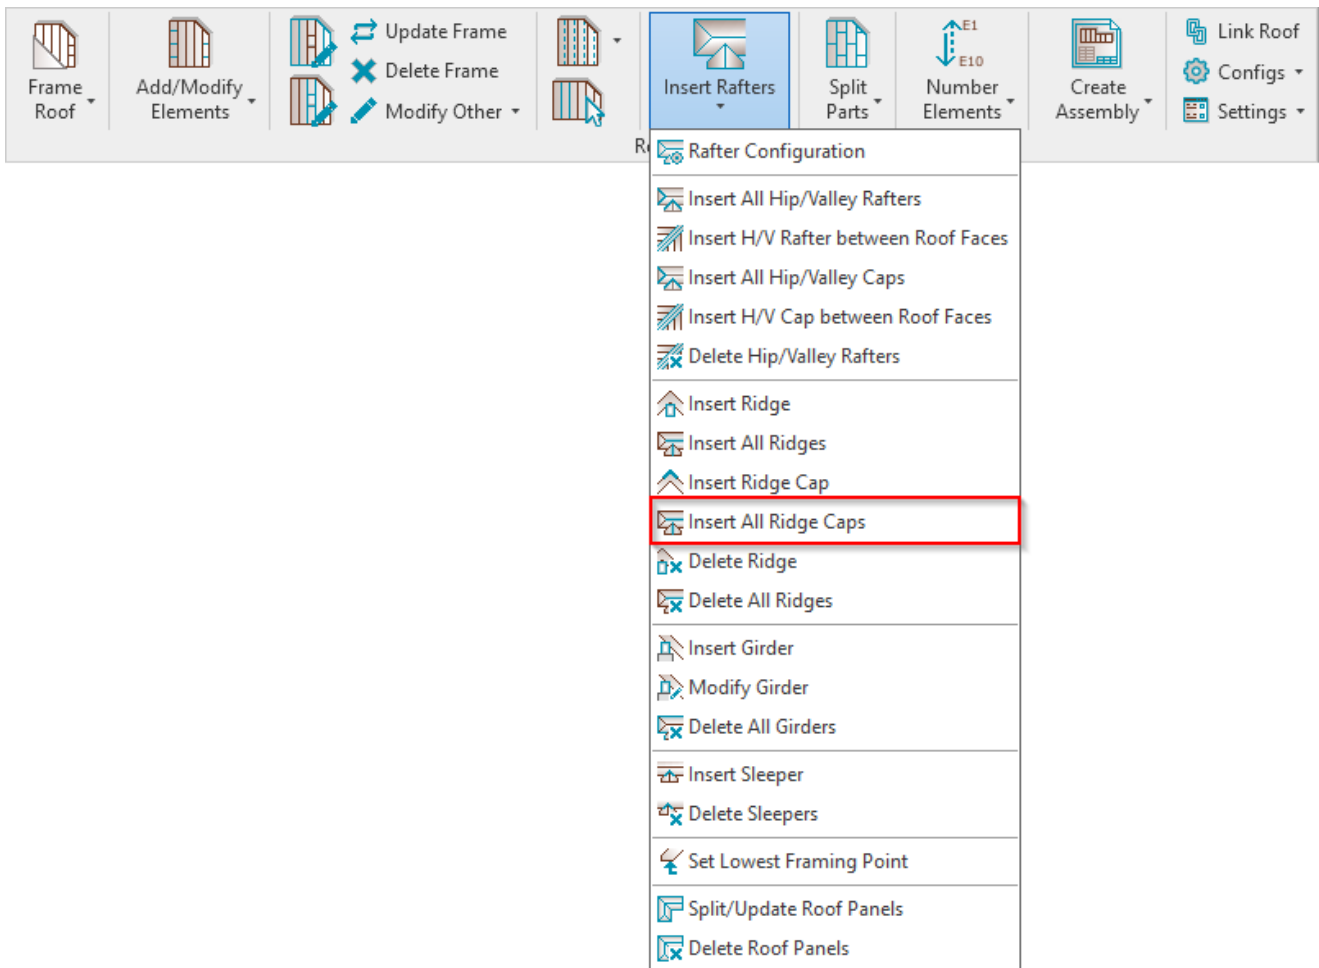 Frame
Roof
Add/Modify
Elements
Update Frame
Delete Frame
Modify Other
Insert Rafters
Split
Parts
E1
E10
Number
Elements
Create
Assembly
Link Roof
Configs
Settings
Rafter Configuration
Insert All Hip/Valley Rafters
Insert H/V Rafter between Roof Faces
Insert All Hip/Valley Caps
Insert H/V Cap between Roof Faces
Delete Hip/Valley Rafters
Insert Ridge
Insert All Ridges
Insert Ridge Cap
Insert All Ridge Caps
Delete Ridge
Delete All Ridges
Insert Girder
Modify Girder
Delete All Girders
Insert Sleeper
Delete Sleepers
Set Lowest Framing Point
Split/Update Roof Panels
Delete Roof Panels